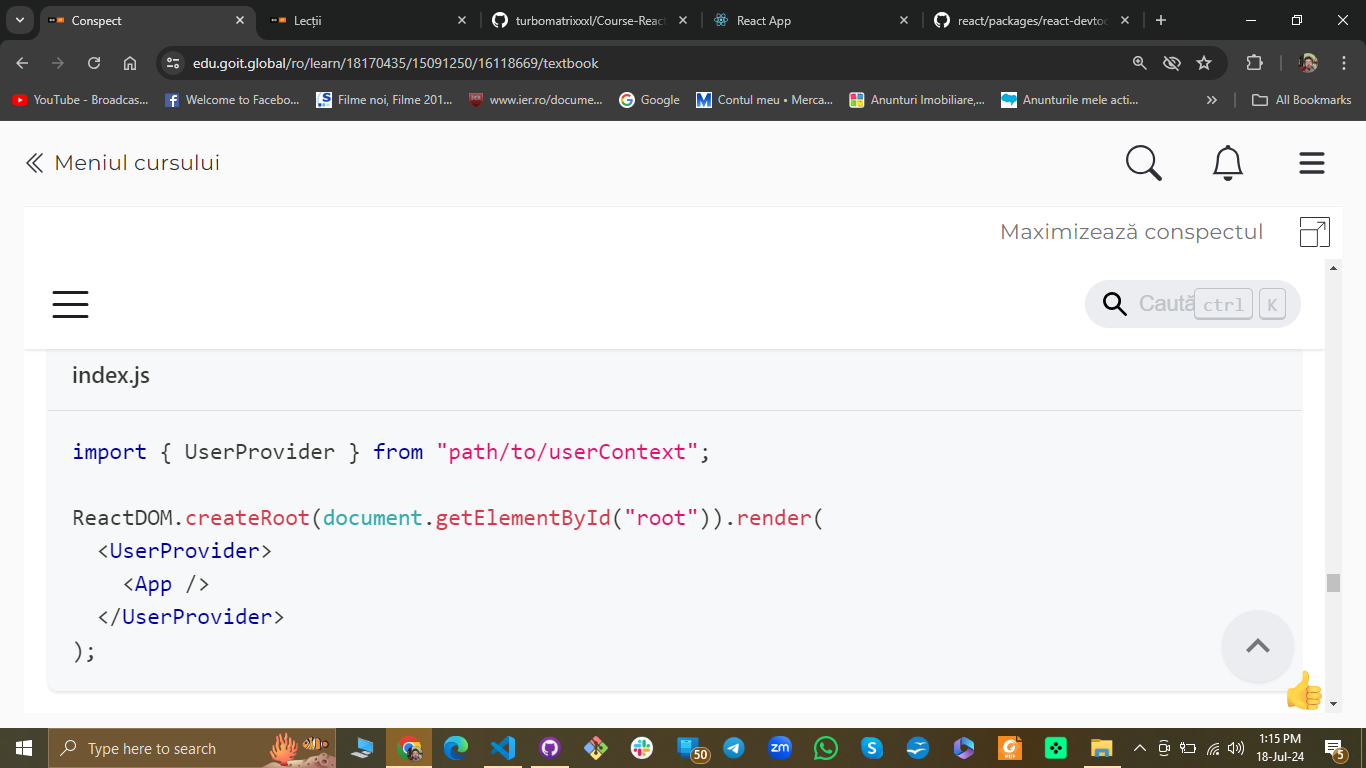 Conspect
Lecții
turbomatrixxxl/Course-Reac
React App
react/packages/react-devtoo
edu.goit.global/ro/learn/18170435/15091250/16118669/textbook
YouTube - Broadcas...
Welcome to Facebo...
Filme noi, Filme 201...
www.ier.ro/docume...
Google
Contul meu • Merca...
Anunturi Imobiliare,...
Anunturile mele acti...
All Bookmarks
Meniul cursului
Maximizează conspectul
Caută ctrl K
index.js
import { UserProvider } from "path/to/userContext";
ReactDOM.createRoot(document.getElementById("root")).render(
<UserProvider>
<App />
</UserProvider>
);
Type here to search
50
zm
PDF
1:15 PM
18-Jul-24
5